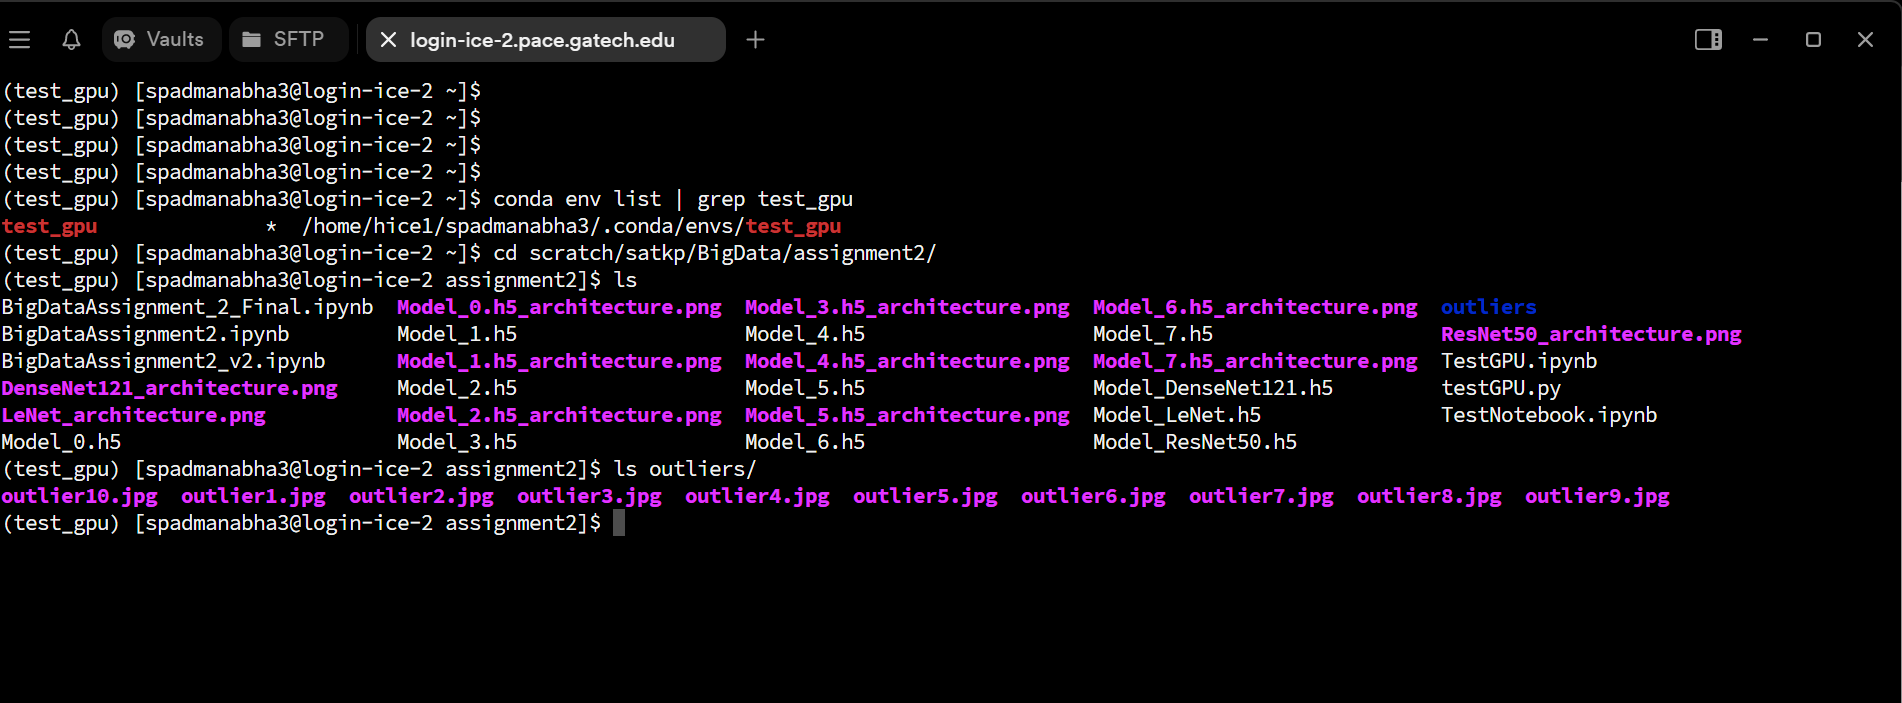 Vaults SFTP login-ice-2.pace.gatech.edu
(test_gpu) [spadmanabha3@login-ice-2 ~]$
(test_gpu) [spadmanabha3@login-ice-2 ~]$
(test_gpu) [spadmanabha3@login-ice-2 ~]$
(test_gpu) [spadmanabha3@login-ice-2 ~]$
(test_gpu) [spadmanabha3@login-ice-2 ~]$ conda env list | grep test_gpu
test_gpu              *  /home/hice1/spadmanabha3/.conda/envs/test_gpu
(test_gpu) [spadmanabha3@login-ice-2 ~]$ cd scratch/satkp/BigData/assignment2/
(test_gpu) [spadmanabha3@login-ice-2 assignment2]$ ls
BigDataAssignment_2_Final.ipynb  Model_0.h5_architecture.png  Model_3.h5_architecture.png  Model_6.h5_architecture.png  outliers
BigDataAssignment2.ipynb         Model_1.h5                   Model_4.h5                   Model_7.h5                   ResNet50_architecture.png
BigDataAssignment2_v2.ipynb      Model_1.h5_architecture.png  Model_4.h5_architecture.png  Model_7.h5_architecture.png  TestGPU.ipynb
DenseNet121_architecture.png     Model_2.h5                   Model_5.h5                   Model_DenseNet121.h5         testGPU.py
LeNet_architecture.png           Model_2.h5_architecture.png  Model_5.h5_architecture.png  Model_LeNet.h5               TestNotebook.ipynb
Model_0.h5                       Model_3.h5                   Model_6.h5                   Model_ResNet50.h5
(test_gpu) [spadmanabha3@login-ice-2 assignment2]$ ls outliers/
outlier10.jpg  outlier1.jpg  outlier2.jpg  outlier3.jpg  outlier4.jpg  outlier5.jpg  outlier6.jpg  outlier7.jpg  outlier8.jpg  outlier9.jpg
(test_gpu) [spadmanabha3@login-ice-2 assignment2]$